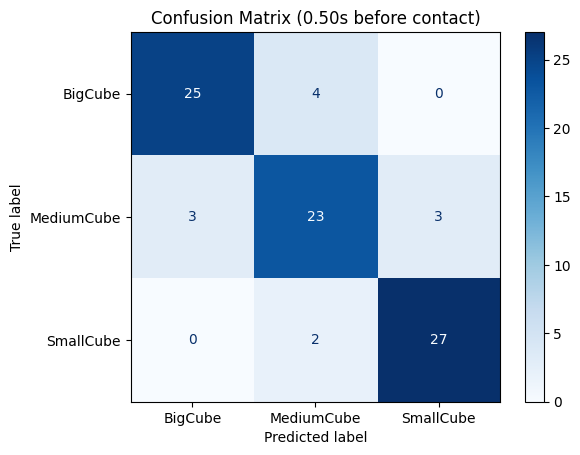 Confusion Matrix (0.50s before contact)
True label
BigCube
25 4 0
MediumCube
3 23 3
SmallCube
0 2 27
BigCube MediumCube SmallCube
Predicted label
25
20
15
10
5
0